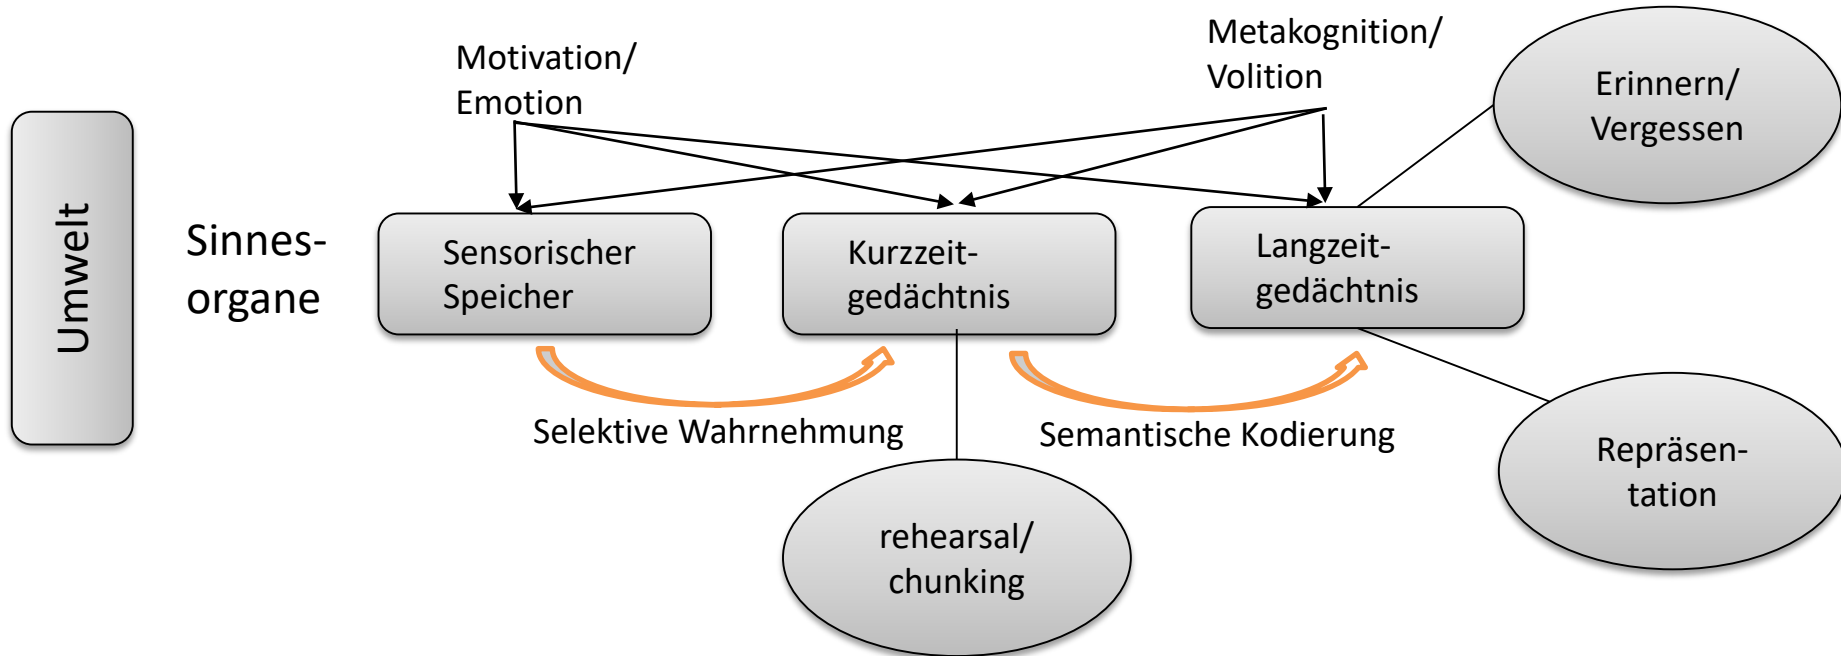 Motivation/
Emotion
Metakognition/
Volition
Erinnern/
Vergessen
Umwelt
Sinnes-
organe
Sensorischer
Speicher
Kurzzeit-
gedächtnis
Langzeit-
gedächtnis
Selektive Wahrnehmung
Semantische Kodierung
Repräsen-
tation
rehearsal/
chunking